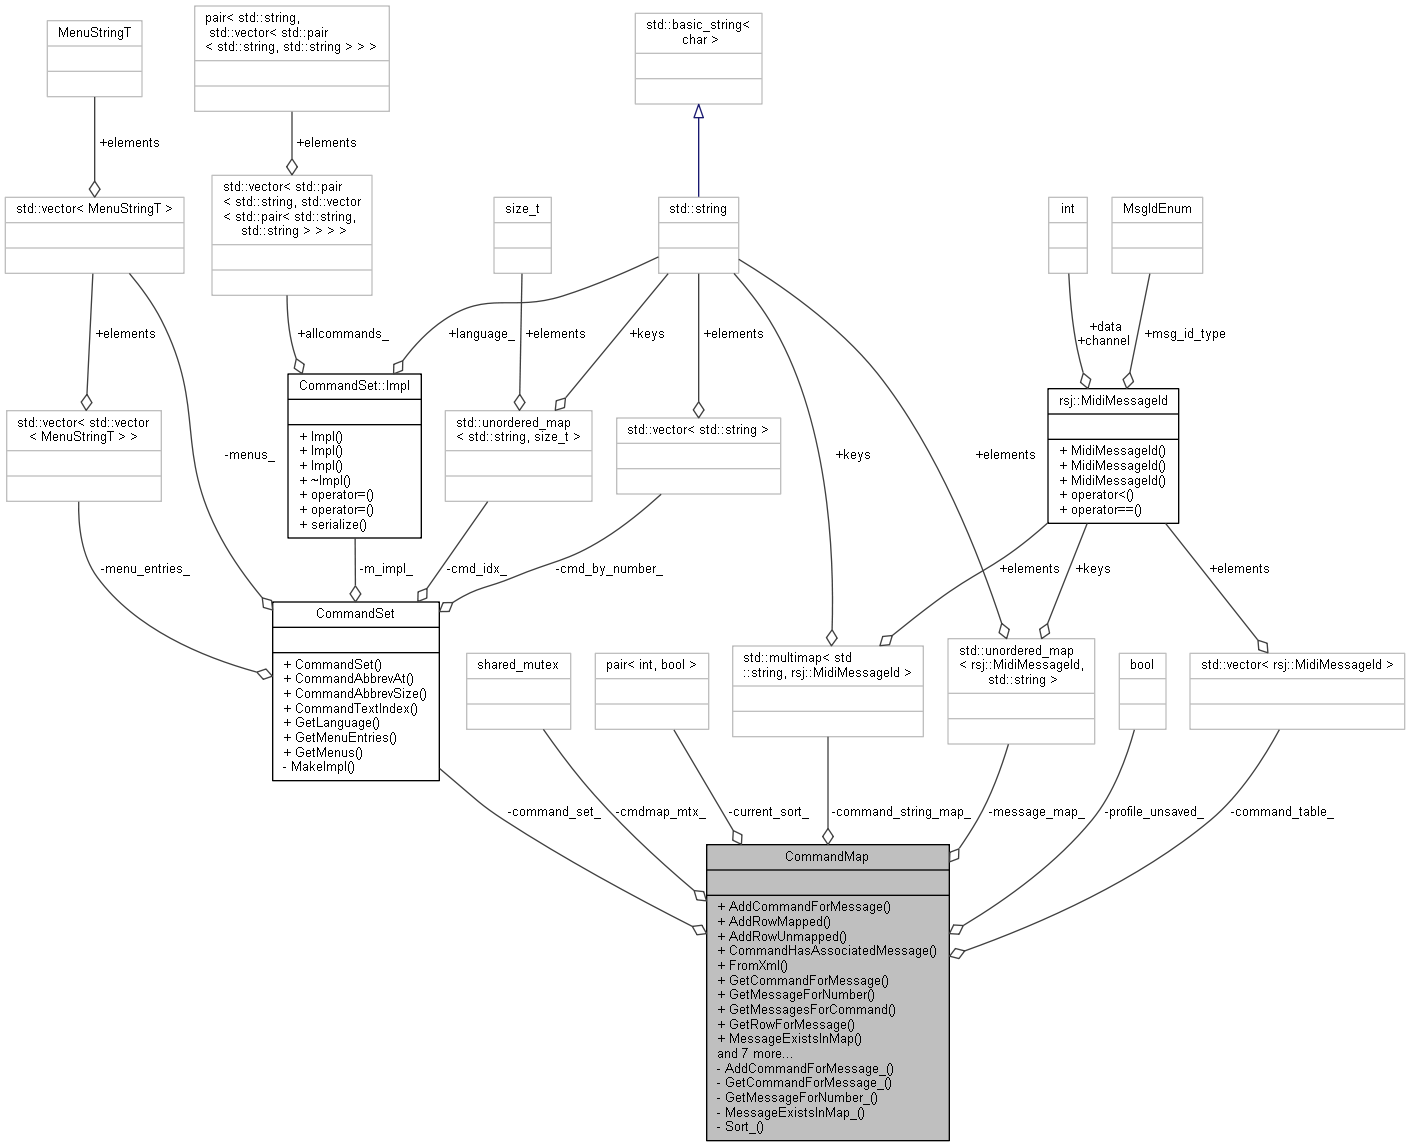 MenuStringT
pair< std::string,
std::vector< std::pair
< std::string, std::string > > >
std::basic_string<
char >
+elements
+elements
std::vector< MenuStringT >
std::vector< std::pair
< std::string, std::vector
< std::pair< std::string,
std::string > > > >
size_t
std::string
int
MsgIdEnum
+elements
+allcommands_
+language_
+elements
+keys
+elements
+data
+channel
+msg_id_type
std::vector< std::vector
< MenuStringT > >
-menus_
CommandSet::Impl
+ Impl()
+ Impl()
+ Impl()
+ ~Impl()
+ operator=()
+ operator=()
+ serialize()
std::unordered_map
< std::string, size_t >
std::vector< std::string >
+keys
+elements
rsj::MidiMessageId
+ MidiMessageId()
+ MidiMessageId()
+ MidiMessageId()
+ operator<()
+ operator==()
-menu_entries_
-m_impl_
-cmd_idx_
-cmd_by_number_
+elements
+keys
+elements
CommandSet
+ CommandSet()
+ CommandAbbrevAt()
+ CommandAbbrevSize()
+ CommandTextIndex()
+ GetLanguage()
+ GetMenuEntries()
+ GetMenus()
- MakeImpl()
shared_mutex
pair< int, bool >
std::multimap< std
::string, rsj::MidiMessageId >
std::unordered_map
< rsj::MidiMessageId,
std::string >
bool
std::vector< rsj::MidiMessageId >
-command_set_
-cmdmap_mtx_
-current_sort_
-command_string_map_
-message_map_
-profile_unsaved_
-command_table_
CommandMap
+ AddCommandForMessage()
+ AddRowMapped()
+ AddRowUnmapped()
+ CommandHasAssociatedMessage()
+ FromXml()
+ GetCommandForMessage()
+ GetMessageForNumber()
+ GetMessagesForCommand()
+ GetRowForMessage()
+ MessageExistsInMap()
and 7 more...
- AddCommandForMessage_()
- GetCommandForMessage_()
- GetMessageForNumber_()
- MessageExistsInMap_()
- Sort_()